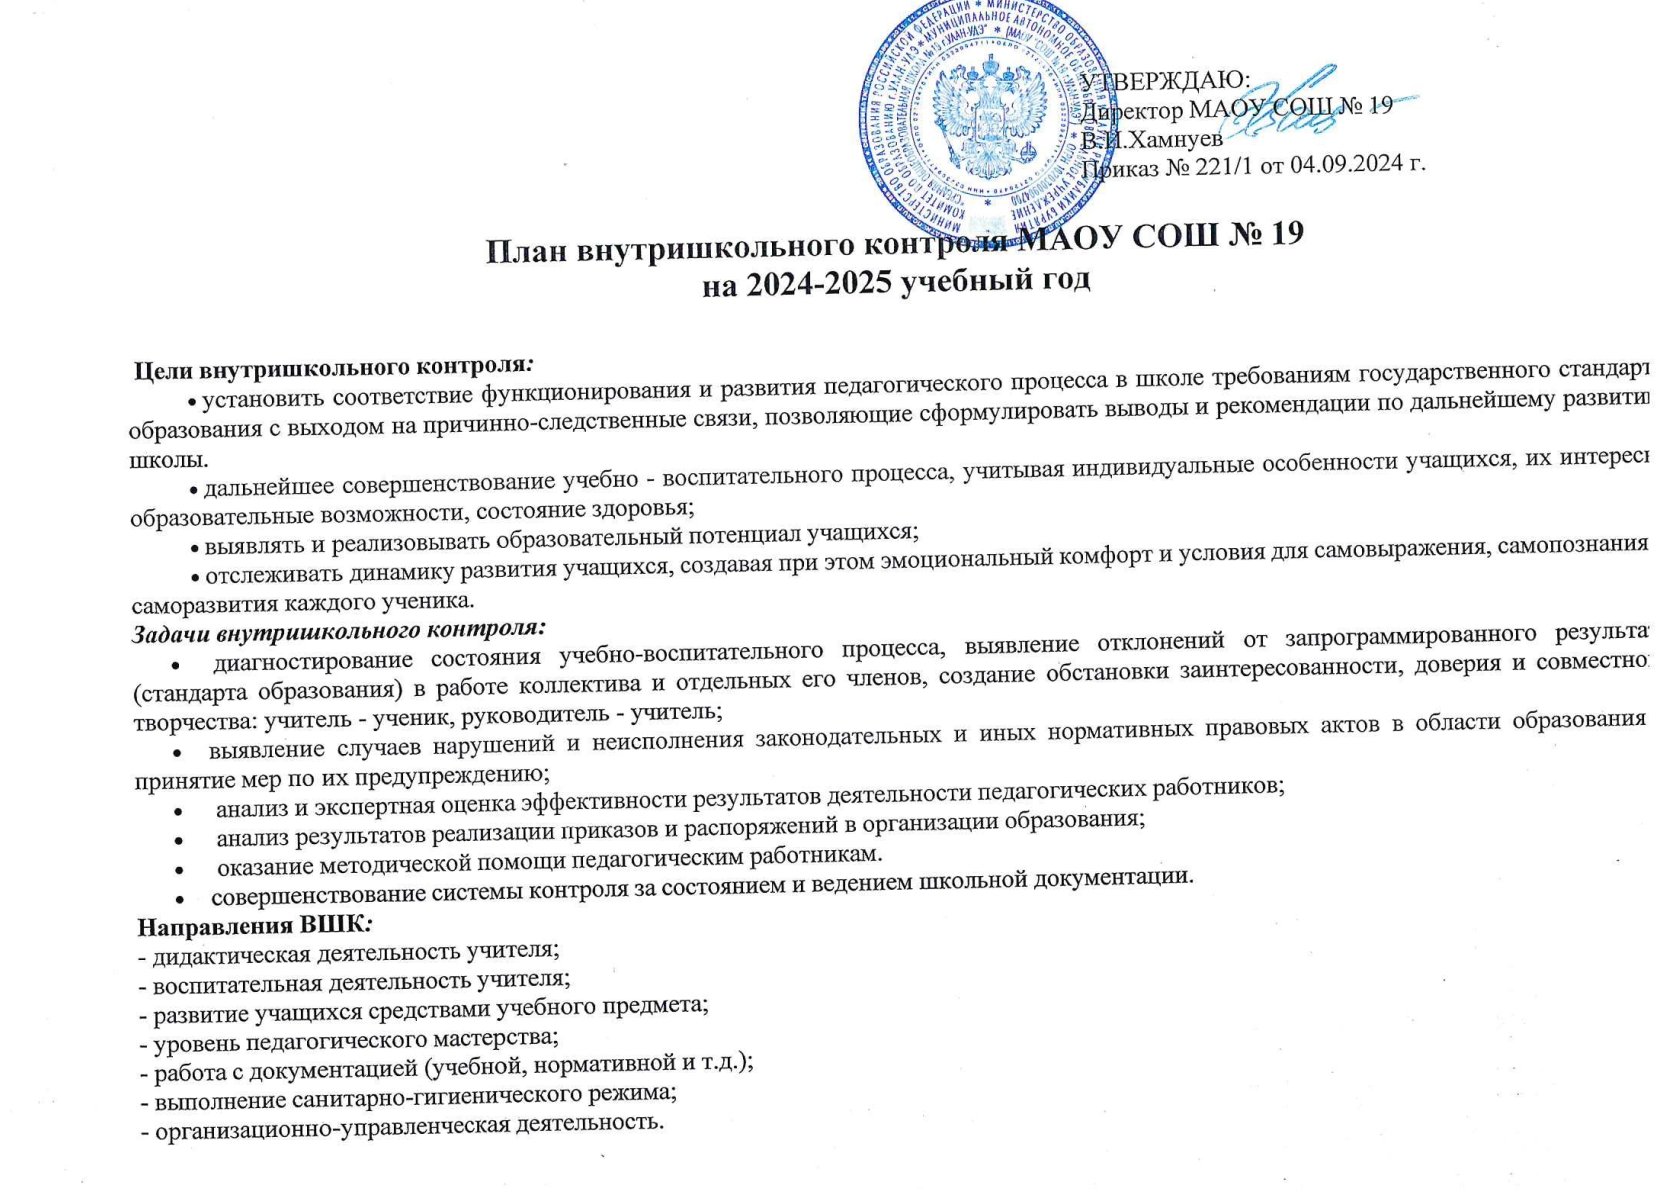 УТВЕРЖДАЮ:
Директор МАОУ СОШ № 19
В.И.Хамнуев
Приказ № 221/1 от 04.09.2024 г.
План внутришкольного контроля МАОУ СОШ № 19
на 2024-2025 учебный год
Цели внутришкольного контроля:
• установить соответствие функционирования и развития педагогического процесса в школе требованиям государственного стандарт
образования с выходом на причинно-следственные связи, позволяющие сформулировать выводы и рекомендации по дальнейшему развити
школы.
• дальнейшее совершенствование учебно - воспитательного процесса, учитывая индивидуальные особенности учащихся, их интерес
образовательные возможности, состояние здоровья;
• выявлять и реализовывать образовательный потенциал учащихся;
• отслеживать динамику развития учащихся, создавая при этом эмоциональный комфорт и условия для самовыражения, самопознания
саморазвития каждого ученика.
Задачи внутришкольного контроля:
• диагностирование состояния учебно-воспитательного процесса, выявление отклонений от запрограммированного результа
(стандарта образования) в работе коллектива и отдельных его членов, создание обстановки заинтересованности, доверия и совместно
творчества: учитель - ученик, руководитель - учитель;
• выявление случаев нарушений и неисполнения законодательных и иных нормативных правовых актов в области образования
принятие мер по их предупреждению;
• анализ и экспертная оценка эффективности результатов деятельности педагогических работников;
• анализ результатов реализации приказов и распоряжений в организации образования;
• оказание методической помощи педагогическим работникам.
• совершенствование системы контроля за состоянием и ведением школьной документации.
Направления ВШК:
- дидактическая деятельность учителя;
- воспитательная деятельность учителя;
- развитие учащихся средствами учебного предмета;
- уровень педагогического мастерства;
- работа с документацией (учебной, нормативной и т.д.);
- выполнение санитарно-гигиенического режима;
- организационно-управленческая деятельность.